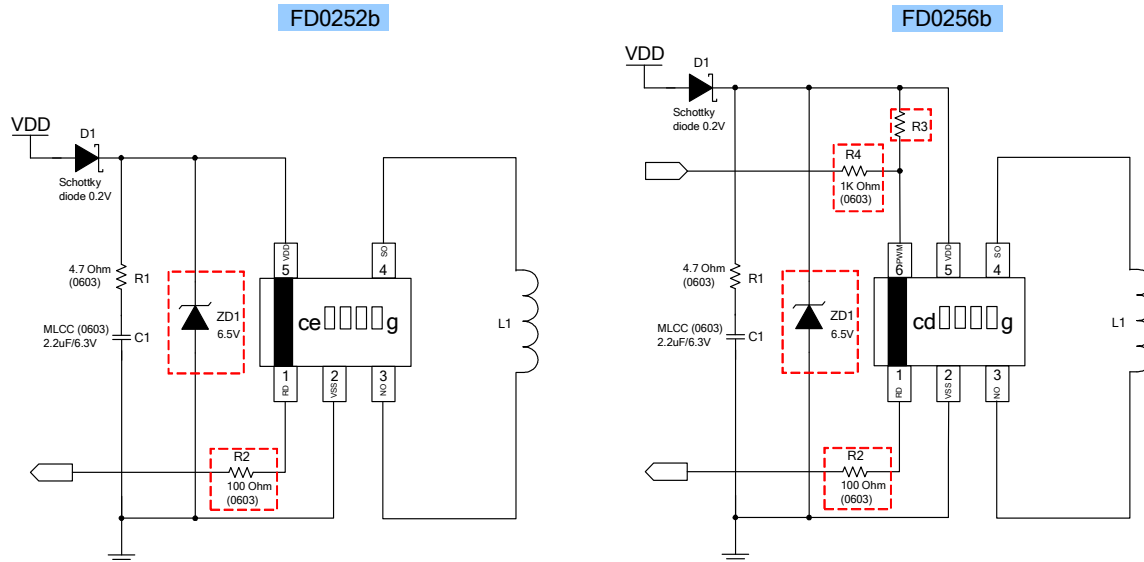 FD0252b
VDD
D1
Schottky
diode 0.2V
4.7 Ohm
(0603)
R1
MLCC (0603)
2.2uF/6.3V
C1
ZD1
6.5V
VDD
5
SO
4
ce g
1
RD
2
VSS
3
NO
L1
R2
100 Ohm
(0603)
FD0256b
VDD
D1
Schottky
diode 0.2V
R3
R4
1K Ohm
(0603)
4.7 Ohm
(0603)
R1
MLCC (0603)
2.2uF/6.3V
C1
ZD1
6.5V
PWM
6
VDD
5
SO
4
cd g
1
RD
2
VSS
3
NO
L1
R2
100 Ohm
(0603)